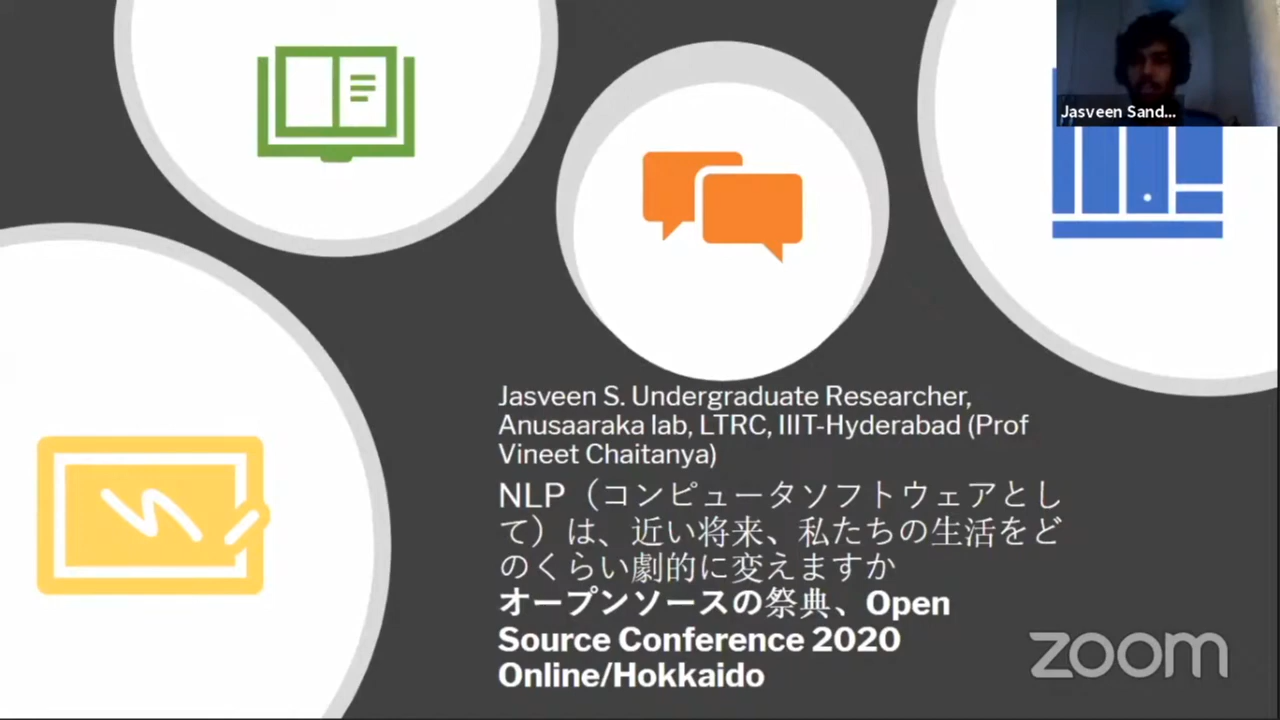 Jasveen Sand...
Jasveen S. Undergraduate Researcher,
Anusaaraka lab, LTRC, IIIT-Hyderabad (Prof
Vineet Chaitanya)
NLP（コンピュータソフトウェアとし
て）は、近い将来、私たちの生活をど
のくらい劇的に変えますか
オープンソースの祭典、Open
Source Conference 2020
Online/Hokkaido
zoom